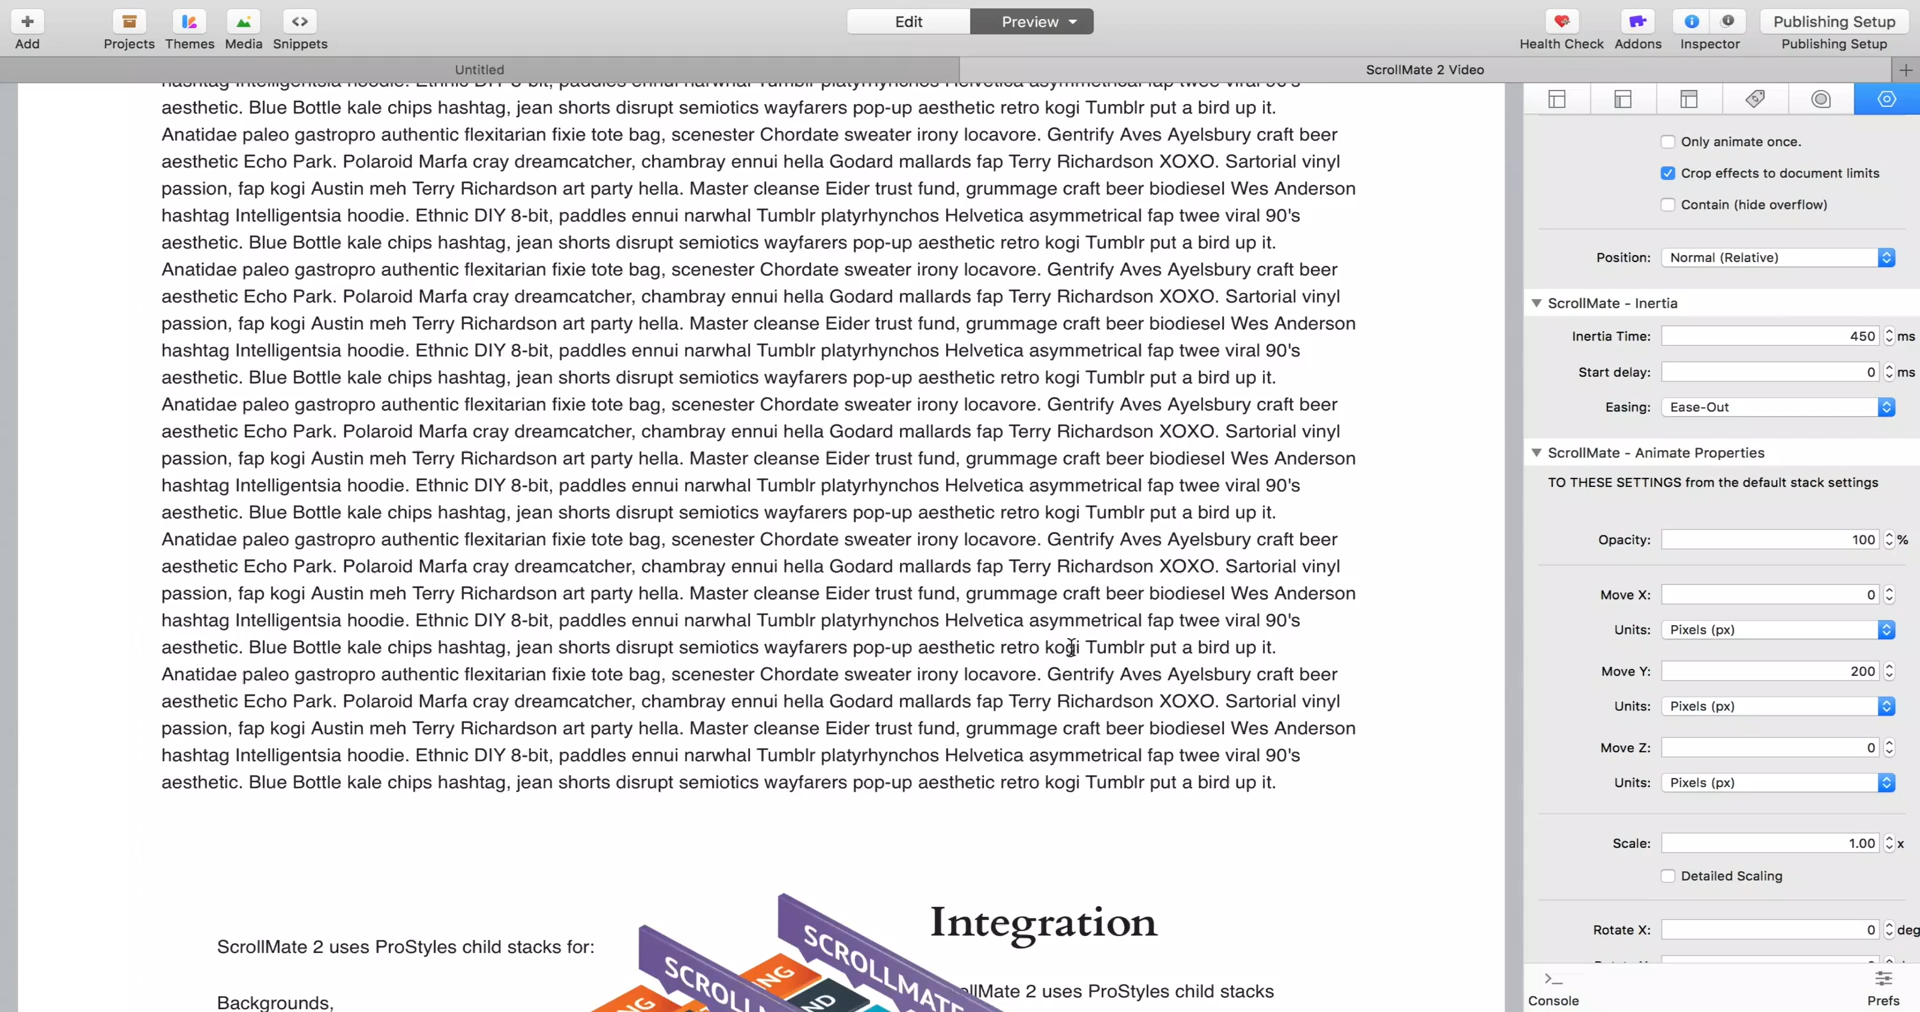 Add
Projects
Themes
Media
Snippets
Edit
Preview
Health Check
Addons
Inspector
Publishing Setup
Publishing Setup
Untitled
ScrollMate 2 Video
hashtag Intelligentsia hoodie. Ethnic DIY 8-bit, paddles ennui narwhal Tumblr platyrhynchos Helvetica asymmetrical fap twee viral 90's
aesthetic. Blue Bottle kale chips hashtag, jean shorts disrupt semiotics wayfarers pop-up aesthetic retro kogi Tumblr put a bird up it.
Anatidae paleo gastropro authentic flexitarian fixie tote bag, scenester Chordate sweater irony locavore. Gentrify Aves Ayelsbury craft beer
aesthetic Echo Park. Polaroid Marfa cray dreamcatcher, chambray ennui hella Godard mallards fap Terry Richardson XOXO. Sartorial vinyl
passion, fap kogi Austin meh Terry Richardson art party hella. Master cleanse Eider trust fund, grummage craft beer biodiesel Wes Anderson
hashtag Intelligentsia hoodie. Ethnic DIY 8-bit, paddles ennui narwhal Tumblr platyrhynchos Helvetica asymmetrical fap twee viral 90's
aesthetic. Blue Bottle kale chips hashtag, jean shorts disrupt semiotics wayfarers pop-up aesthetic retro kogi Tumblr put a bird up it.
Anatidae paleo gastropro authentic flexitarian fixie tote bag, scenester Chordate sweater irony locavore. Gentrify Aves Ayelsbury craft beer
aesthetic Echo Park. Polaroid Marfa cray dreamcatcher, chambray ennui hella Godard mallards fap Terry Richardson XOXO. Sartorial vinyl
passion, fap kogi Austin meh Terry Richardson art party hella. Master cleanse Eider trust fund, grummage craft beer biodiesel Wes Anderson
hashtag Intelligentsia hoodie. Ethnic DIY 8-bit, paddles ennui narwhal Tumblr platyrhynchos Helvetica asymmetrical fap twee viral 90's
aesthetic. Blue Bottle kale chips hashtag, jean shorts disrupt semiotics wayfarers pop-up aesthetic retro kogi Tumblr put a bird up it.
Anatidae paleo gastropro authentic flexitarian fixie tote bag, scenester Chordate sweater irony locavore. Gentrify Aves Ayelsbury craft beer
aesthetic Echo Park. Polaroid Marfa cray dreamcatcher, chambray ennui hella Godard mallards fap Terry Richardson XOXO. Sartorial vinyl
passion, fap kogi Austin meh Terry Richardson art party hella. Master cleanse Eider trust fund, grummage craft beer biodiesel Wes Anderson
hashtag Intelligentsia hoodie. Ethnic DIY 8-bit, paddles ennui narwhal Tumblr platyrhynchos Helvetica asymmetrical fap twee viral 90's
aesthetic. Blue Bottle kale chips hashtag, jean shorts disrupt semiotics wayfarers pop-up aesthetic retro kogi Tumblr put a bird up it.
Anatidae paleo gastropro authentic flexitarian fixie tote bag, scenester Chordate sweater irony locavore. Gentrify Aves Ayelsbury craft beer
aesthetic Echo Park. Polaroid Marfa cray dreamcatcher, chambray ennui hella Godard mallards fap Terry Richardson XOXO. Sartorial vinyl
passion, fap kogi Austin meh Terry Richardson art party hella. Master cleanse Eider trust fund, grummage craft beer biodiesel Wes Anderson
hashtag Intelligentsia hoodie. Ethnic DIY 8-bit, paddles ennui narwhal Tumblr platyrhynchos Helvetica asymmetrical fap twee viral 90's
aesthetic. Blue Bottle kale chips hashtag, jean shorts disrupt semiotics wayfarers pop-up aesthetic retro kogi Tumblr put a bird up it.
Anatidae paleo gastropro authentic flexitarian fixie tote bag, scenester Chordate sweater irony locavore. Gentrify Aves Ayelsbury craft beer
aesthetic Echo Park. Polaroid Marfa cray dreamcatcher, chambray ennui hella Godard mallards fap Terry Richardson XOXO. Sartorial vinyl
passion, fap kogi Austin meh Terry Richardson art party hella. Master cleanse Eider trust fund, grummage craft beer biodiesel Wes Anderson
hashtag Intelligentsia hoodie. Ethnic DIY 8-bit, paddles ennui narwhal Tumblr platyrhynchos Helvetica asymmetrical fap twee viral 90's
aesthetic. Blue Bottle kale chips hashtag, jean shorts disrupt semiotics wayfarers pop-up aesthetic retro kogi Tumblr put a bird up it.
ScrollMate 2 uses ProStyles child stacks for:
Backgrounds,
SCROLLMATE
Integration
Mate 2 uses ProStyles child stacks
Only animate once.
Crop effects to document limits
Contain (hide overflow)
Position: Normal (Relative)
ScrollMate - Inertia
Inertia Time: 450 ms
Start delay: 0 ms
Easing: Ease-Out
ScrollMate - Animate Properties
TO THESE SETTINGS from the default stack settings
Opacity: 100 %
Move X: 0
Units: Pixels (px)
Move Y: 200
Units: Pixels (px)
Move Z: 0
Units: Pixels (px)
Scale: 1.00 x
Detailed Scaling
Rotate X: 0 deg
Console
Prefs